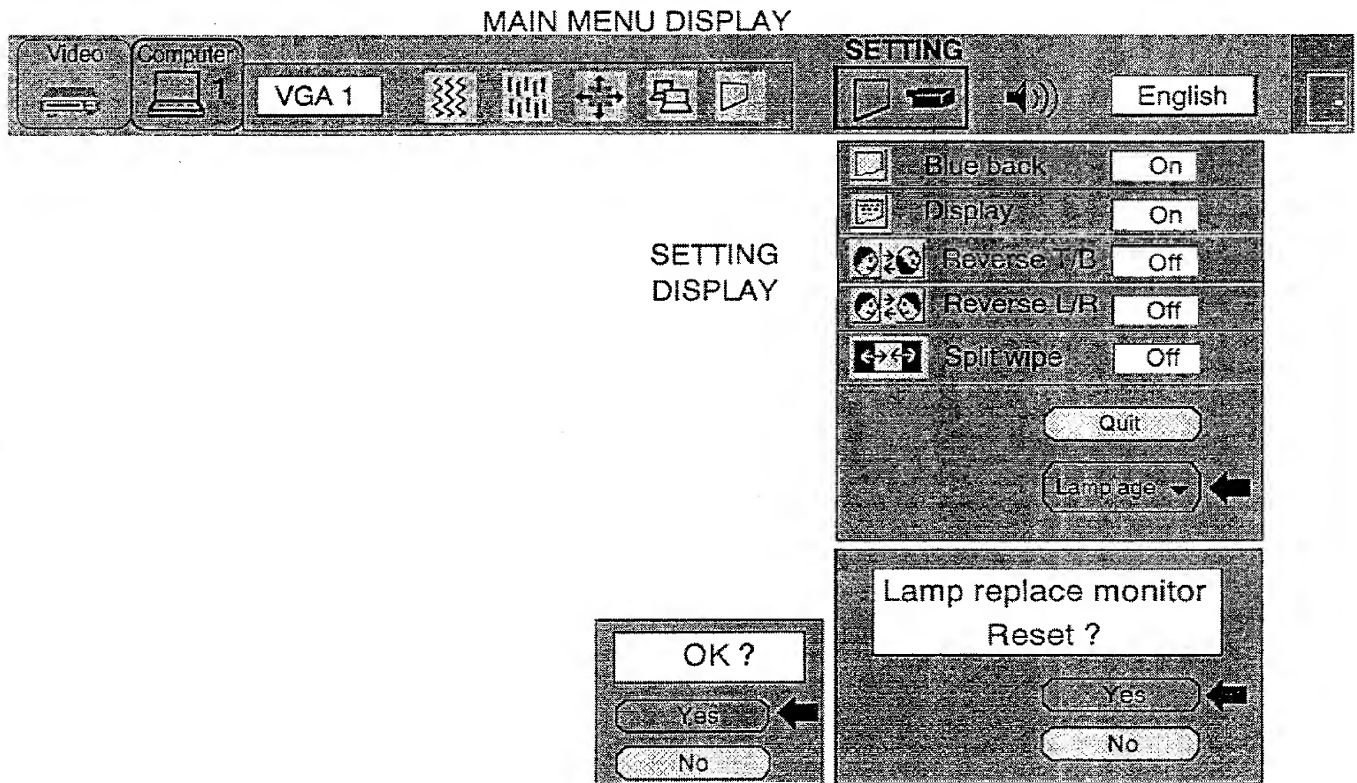 MAIN MENU DISPLAY
SETTING
Video
Computer
1
VGA 1
English
Blue back On
Display On
SETTING
DISPLAY
Reverse T/B Off
Reverse L/R Off
Split wipe Off
Quit
Lamp age
Lamp replace monitor
Reset ?
Yes
No
OK ?
Yes
No